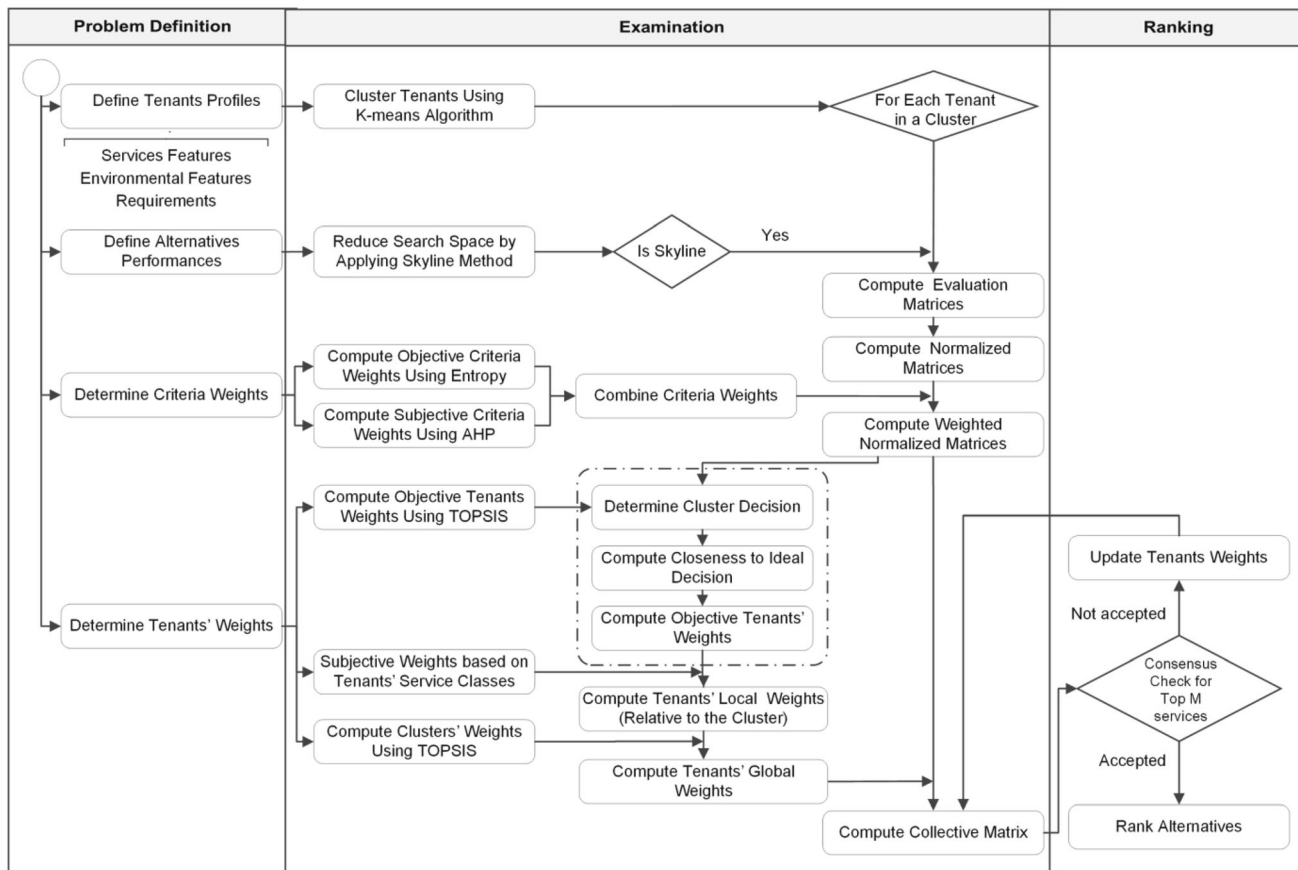 Problem Definition
Examination
Ranking
Define Tenants Profiles
Cluster Tenants Using
K-means Algorithm
For Each Tenant
in a Cluster
Services Features
Environmental Features
Requirements
Define Alternatives
Performances
Reduce Search Space by
Applying Skyline Method
Is Skyline
Yes
Compute Evaluation
Matrices
Compute Normalized
Matrices
Determine Criteria Weights
Compute Objective Criteria
Weights Using Entropy
Compute Subjective Criteria
Weights Using AHP
Combine Criteria Weights
Compute Weighted
Normalized Matrices
Determine Tenants' Weights
Compute Objective Tenants
Weights Using TOPSIS
Determine Cluster Decision
Compute Closeness to Ideal
Decision
Compute Objective Tenants'
Weights
Subjective Weights based on
Tenants' Service Classes
Compute Tenants' Local Weights
(Relative to the Cluster)
Compute Clusters' Weights
Using TOPSIS
Compute Tenants' Global
Weights
Compute Collective Matrix
Update Tenants Weights
Not accepted
Consensus
Check for
Top M
services
Accepted
Rank Alternatives